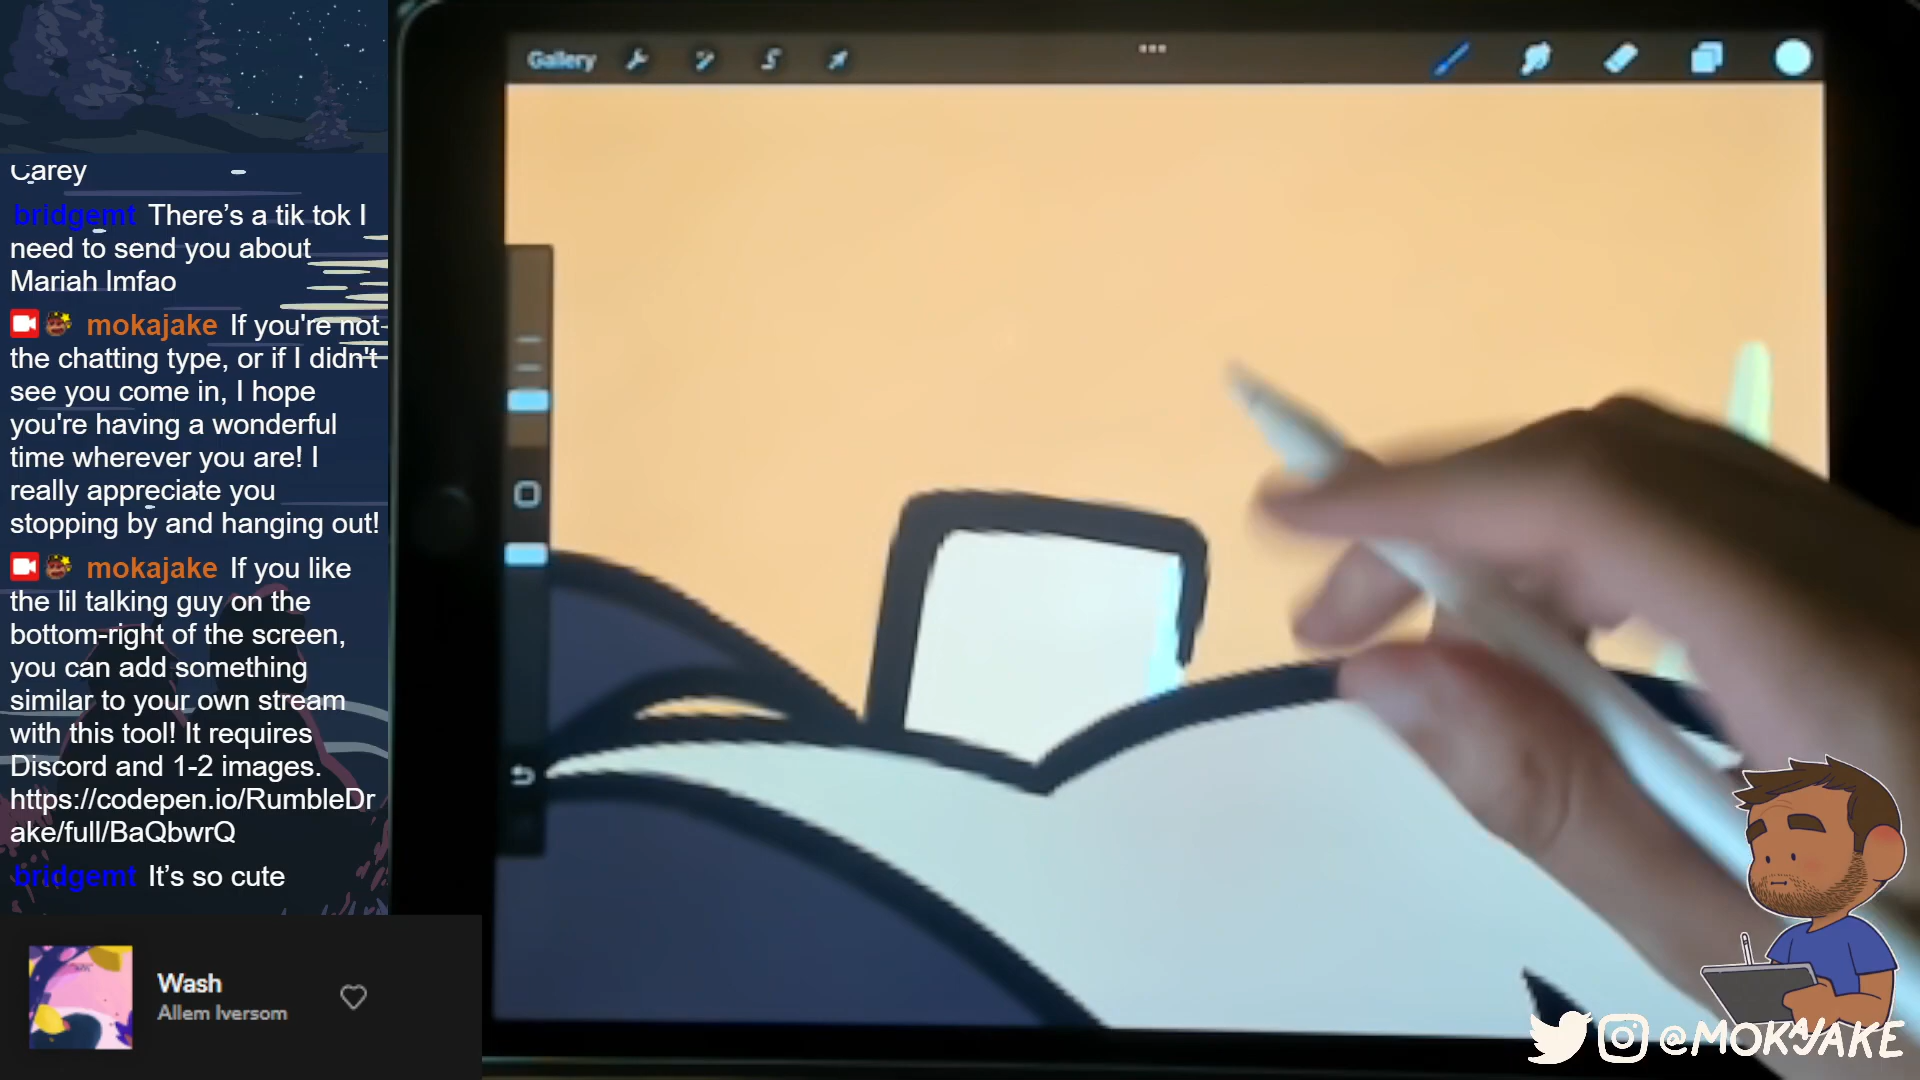 Gallery
Carey
bridgemt There's a tik tok I
need to send you about
Mariah lmfao
mokajake If you're not
the chatting type, or if I didn't
see you come in, I hope
you're having a wonderful
time wherever you are! I
really appreciate you
stopping by and hanging out!
mokajake If you like
the lil talking guy on the
bottom-right of the screen,
you can add something
similar to your own stream
with this tool! It requires
Discord and 1-2 images.
https://codepen.io/RumbleDr
ake/full/BaQbwrQ
bridgemt It's so cute
Wash
Allem Iversom
@MOKAJAKE